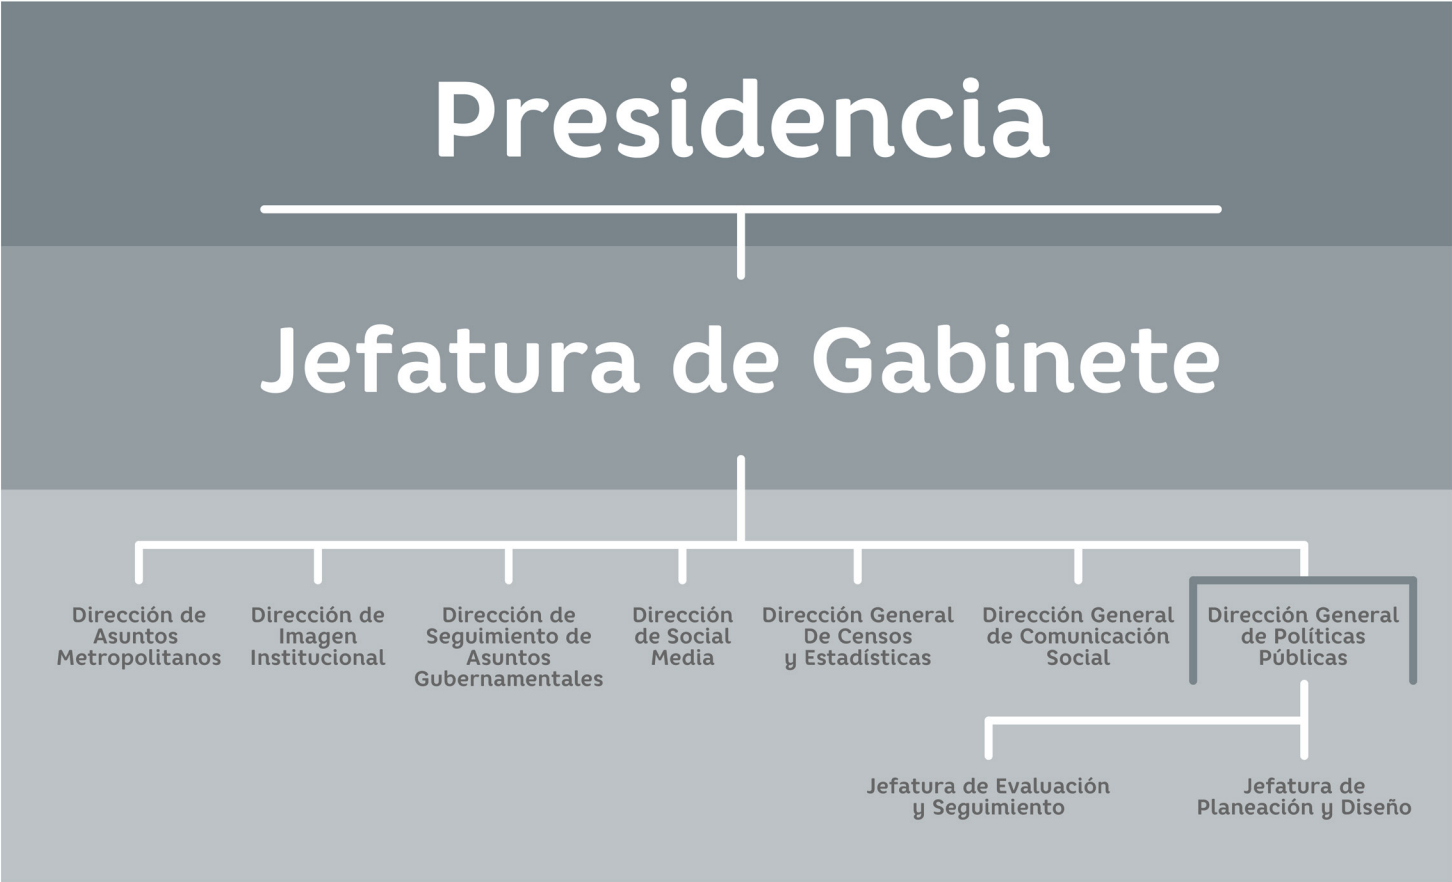 Presidencia
Jefatura de Gabinete
Dirección de
Asuntos
Metropolitanos
Dirección de
Imagen
Institucional
Dirección de
Seguimiento de
Asuntos
Gubernamentales
Dirección
de Social
Media
Dirección General
De Censos
y Estadísticas
Dirección General
de Comunicación
Social
Dirección General
de Políticas
Públicas
Jefatura de Evaluación
y Seguimiento
Jefatura de
Planeación y Diseño